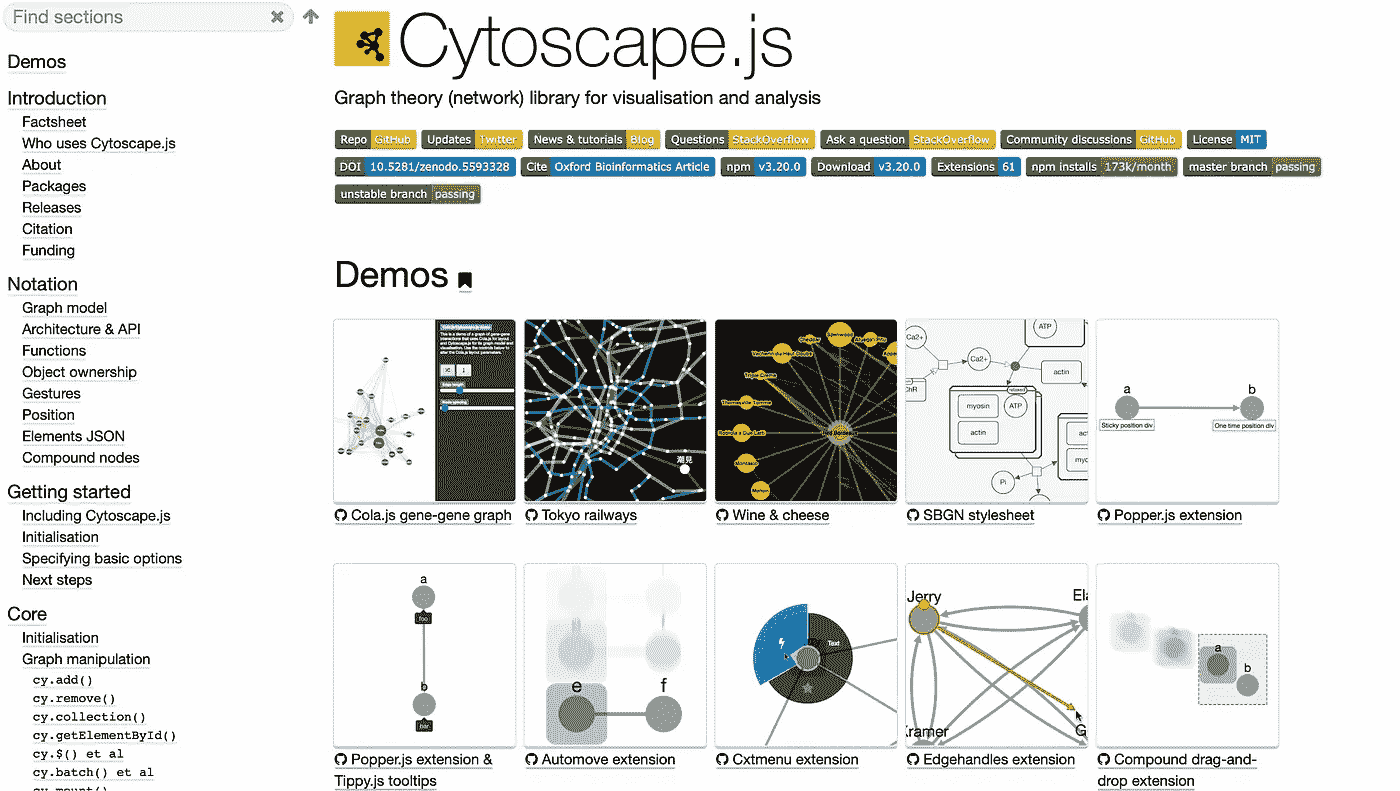 Find sections
Demos
Introduction
Factsheet
Who uses Cytoscape.js
About
Packages
Releases
Citation
Funding
Notation
Graph model
Architecture & API
Functions
Object ownership
Gestures
Position
Elements JSON
Compound nodes
Getting started
Including Cytoscape.js
Initialisation
Specifying basic options
Next steps
Core
Initialisation
Graph manipulation
cy.add()
cy.remove()
cy.collection()
cy.getElementById()
cy.$() et al
cy.batch() et al
Cytoscape.js
Graph theory (network) library for visualisation and analysis
Repo GitHub Updates Twitter News & tutorials Blog Questions StackOverflow Ask a question StackOverflow Community discussions GitHub License MIT
DOI 10.5281/zenodo.5593328 Cite Oxford Bioinformatics Article npm v3.20.0 Download v3.20.0 Extensions 61 npm installs 173k/month master branch passing
unstable branch passing
Demos
潮見
Ca2+
Ca2+
ATP
actin
myosin
ATP
actin
Pi
a
b
Sticky position div
One time position div
Cola.js gene-gene graph
Tokyo railways
Wine & cheese
SBGN stylesheet
Popper.js extension
a
foo
b
bar
e
f
Text
Jerry
Ela
Kramer
G
a
b
Popper.js extension &
Tippy.js tooltips
Automove extension
Cxtmenu extension
Edgehandles extension
Compound drag-and-
drop extension